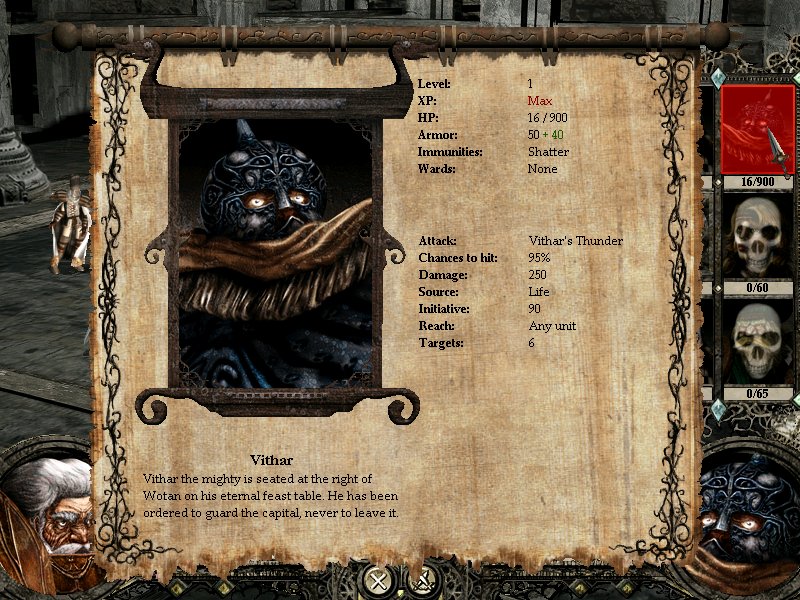 Level: 1
XP: Max
HP: 16 / 900
Armor: 50 + 40
Immunities: Shatter
Wards: None
Attack: Vithar's Thunder
Chances to hit: 95%
Damage: 250
Source: Life
Initiative: 90
Reach: Any unit
Targets: 6
Vithar
Vithar the mighty is seated at the right of
Wotan on his eternal feast table. He has been
ordered to guard the capital, never to leave it.
16/900
0/60
0/65